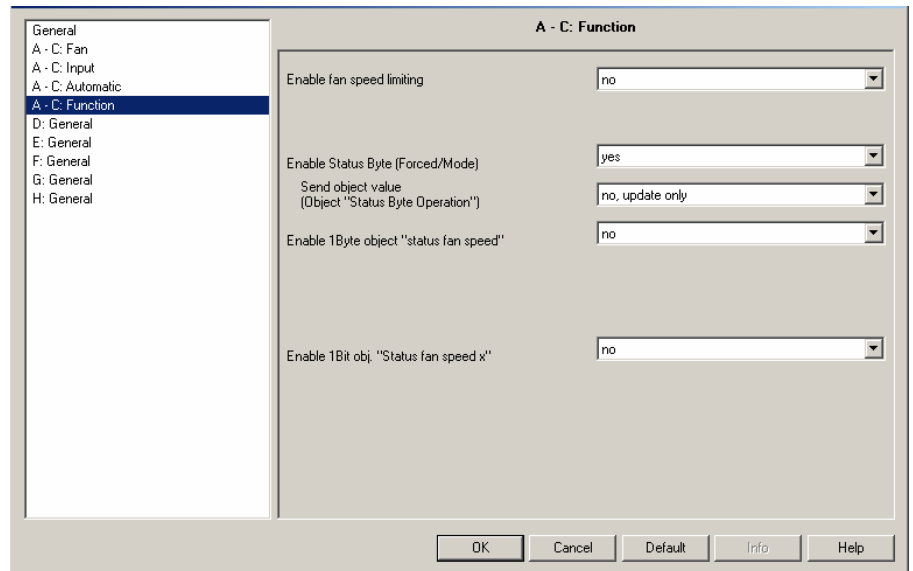 A - C: Function
General
A - C: Fan
A - C: Input
A - C: Automatic
A - C: Function
D: General
E: General
F: General
G: General
H: General
Enable fan speed limiting
no
Enable Status Byte (Forced/Mode)
yes
Send object value
(Object "Status Byte Operation")
no, update only
Enable 1Byte object "status fan speed"
no
Enable 1Bit obj. "Status fan speed x"
no
OK
Cancel
Default
Info
Help